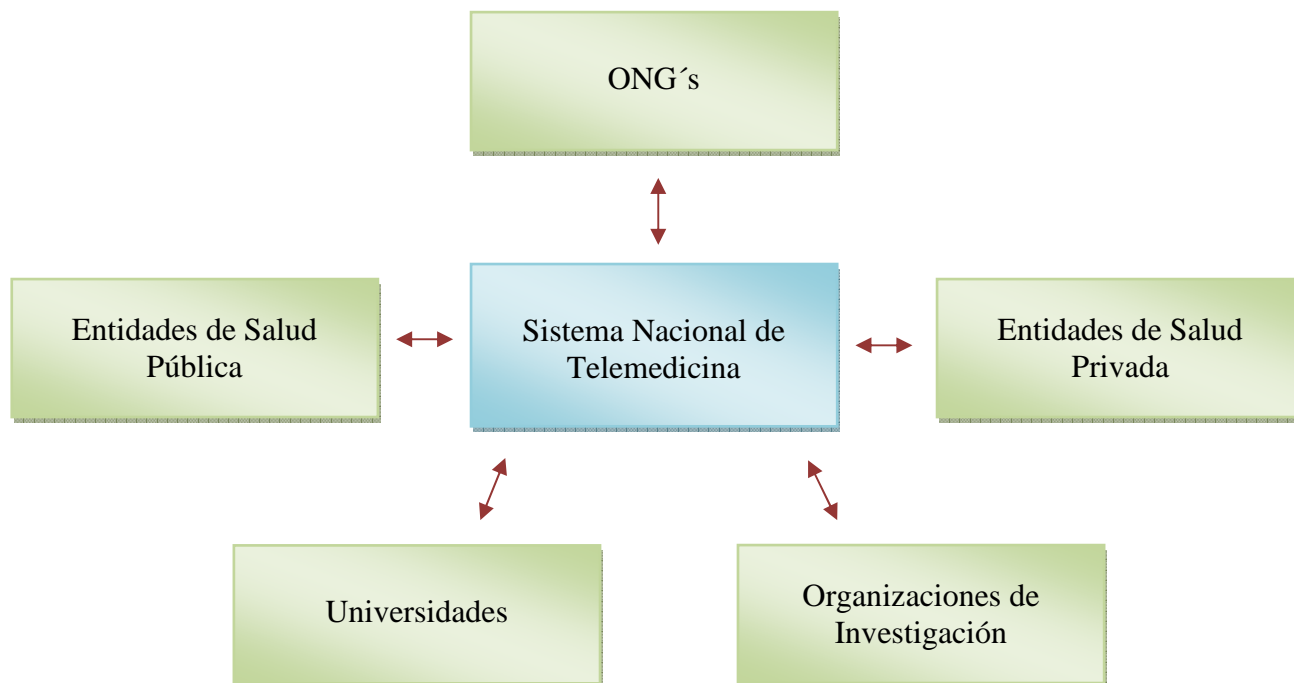 ONG´s
Entidades de Salud
Pública
Sistema Nacional de
Telemedicina
Entidades de Salud
Privada
Universidades
Organizaciones de
Investigación